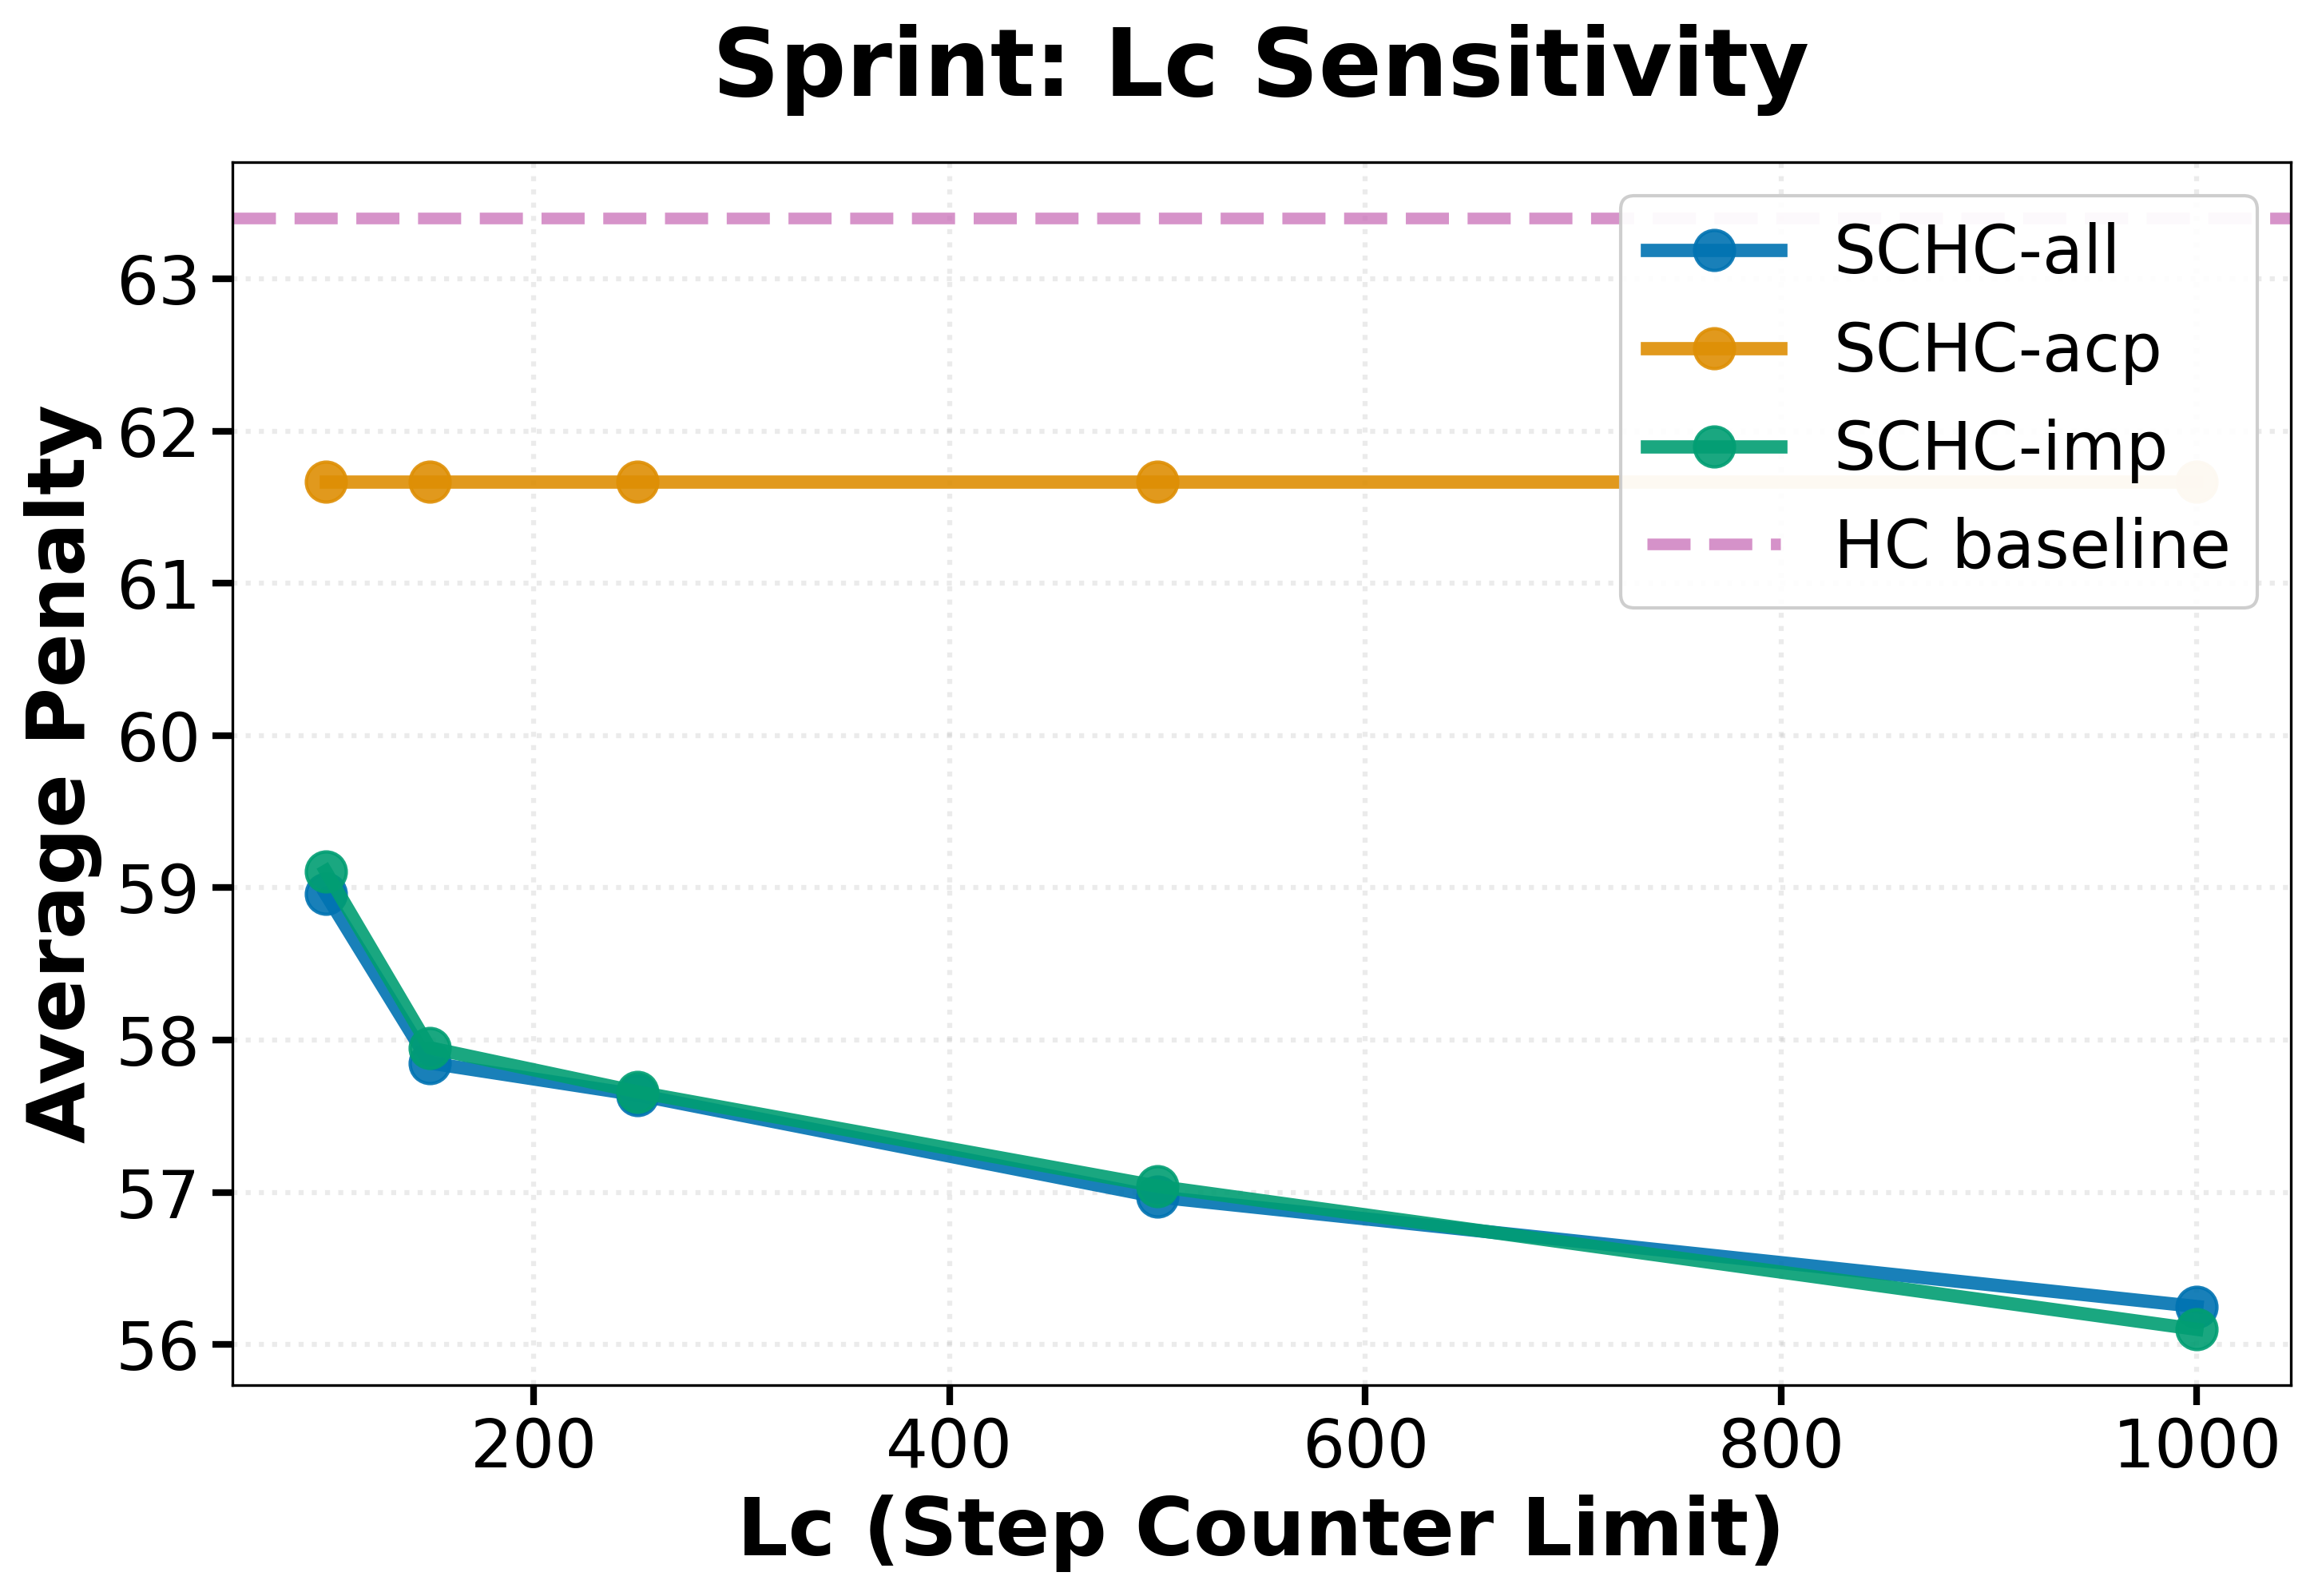 Sprint: Lc Sensitivity
Average Penalty
63
62
61
60
59
58
57
56
SCHC-all
SCHC-acp
SCHC-imp
HC baseline
200 400 600 800 1000
Lc (Step Counter Limit)